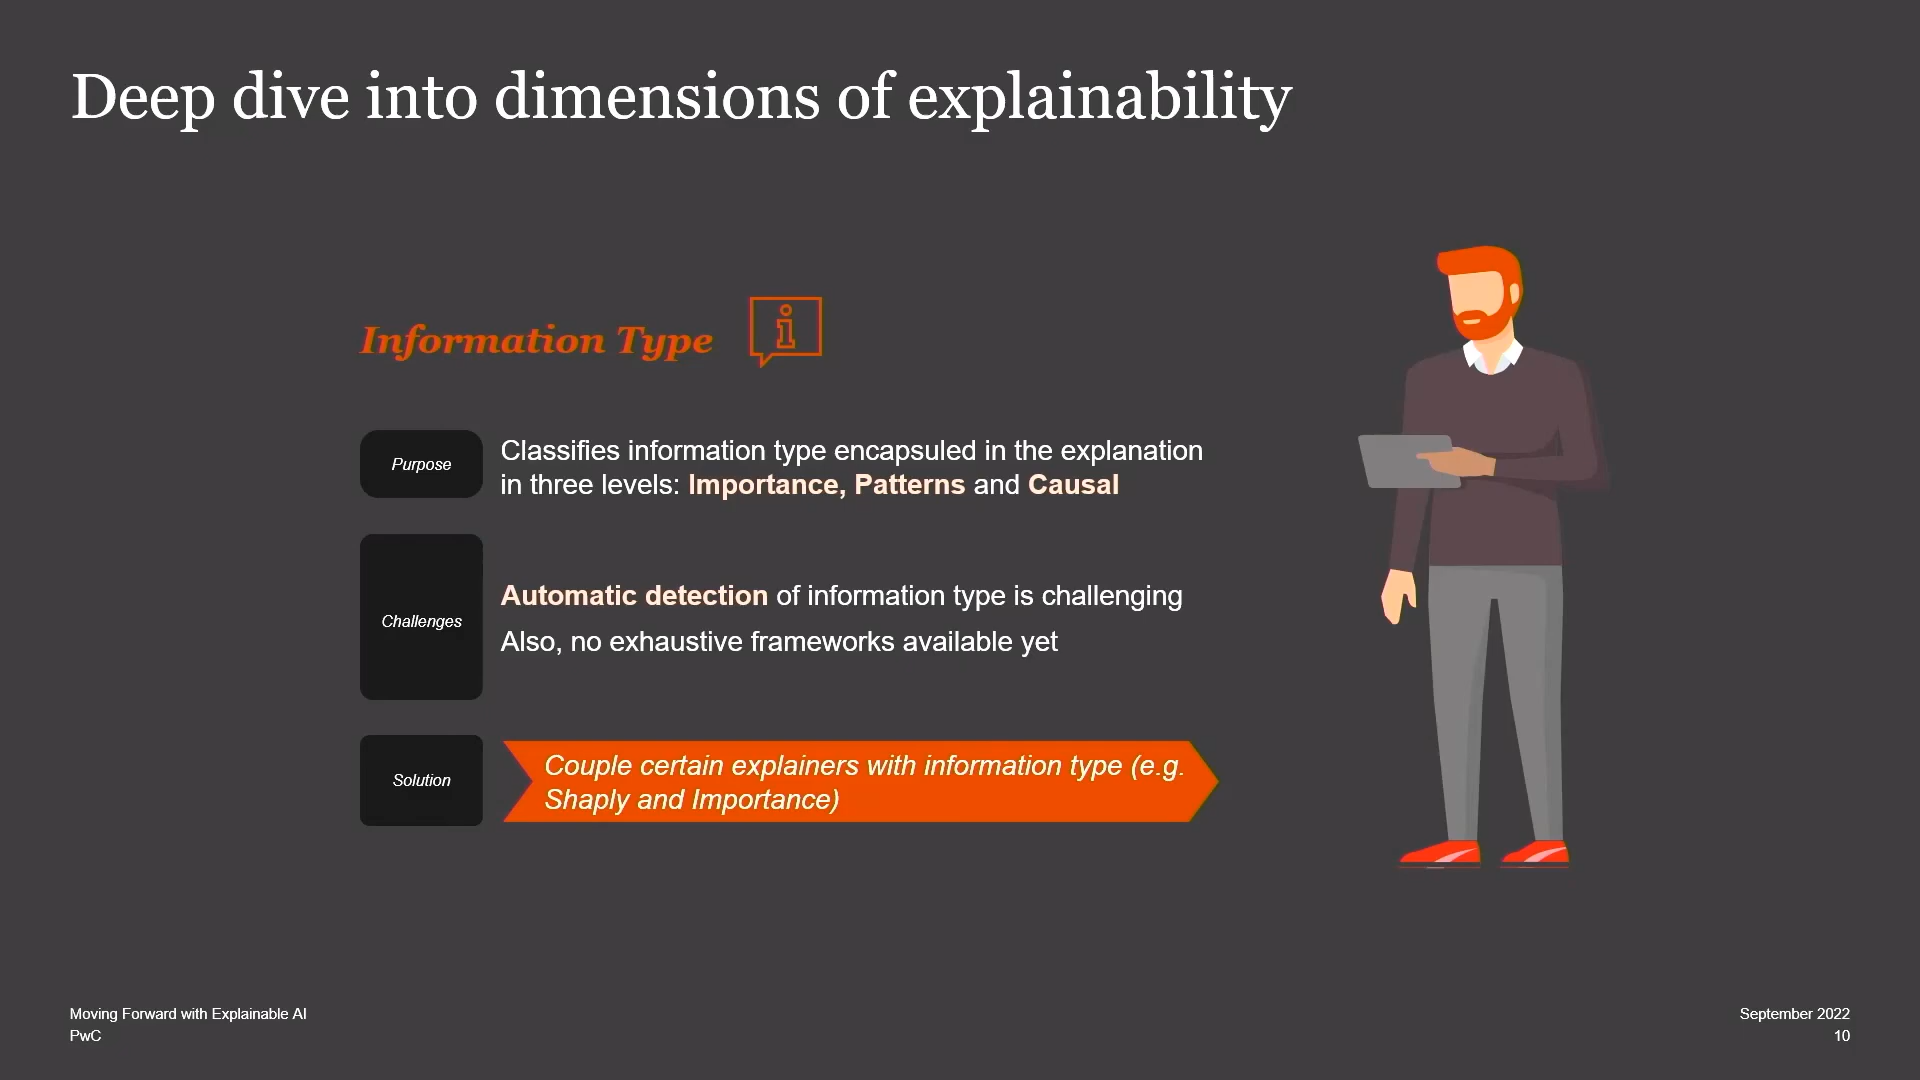 Deep dive into dimensions of explainability
Information Type
i
Purpose
Classifies information type encapsuled in the explanation
in three levels: Importance, Patterns and Causal
Challenges
Automatic detection of information type is challenging
Also, no exhaustive frameworks available yet
Solution
Couple certain explainers with information type (e.g.
Shaply and Importance)
Moving Forward with Explainable AI
PwC
September 2022
10